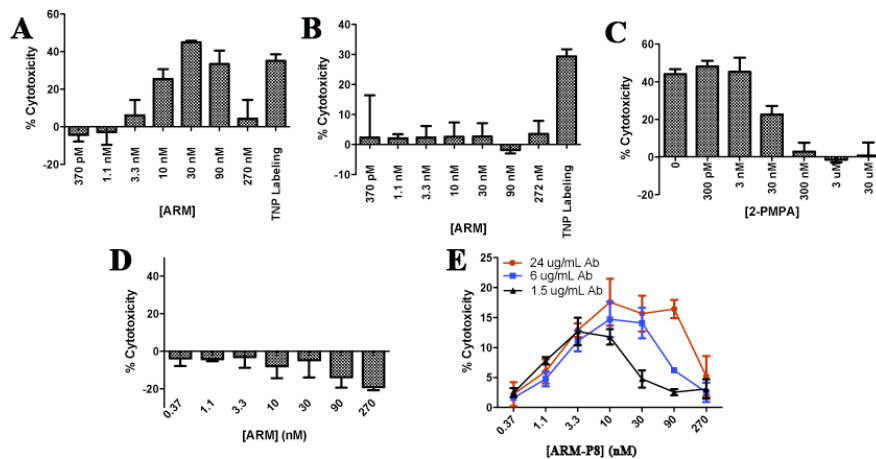 A
% Cytotoxicity
60
40
20
0
-20
370 pM
1.1 nM
3.3 nM
10 nM
30 nM
90 nM
270 nM
TNP Labeling
[ARM]
B
% Cytotoxicity
40
30
20
10
0
-10
370 pM
1.1 nM
3.3 nM
10 nM
30 nM
90 nM
272 nM
TNP Labeling
[ARM]
C
% Cytotoxicity
60
40
20
0
-20
0
300 pM
3 nM
30 nM
300 nM
3 uM
30 uM
[2-PMPA]
D
% Cytotoxicity
40
20
0
-20
0.37
1.1
3.3
10
30
90
270
[ARM] (nM)
E
24 ug/mL Ab
6 ug/mL Ab
1.5 ug/mL Ab
% Cytotoxicity
25
20
15
10
5
0
0.37
1.1
3.3
10
30
90
270
[ARM-P8] (nM)